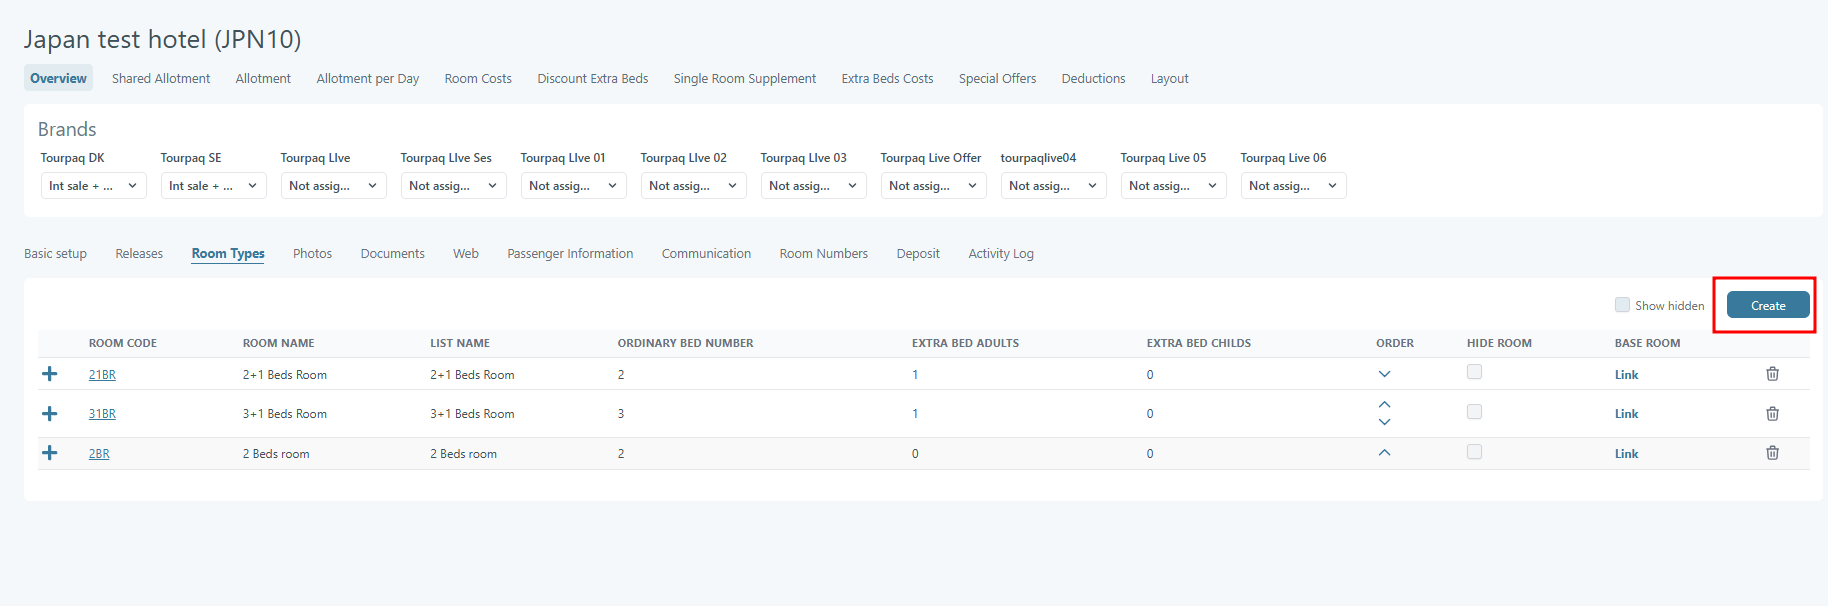 Japan test hotel (JPN10)
Overview Shared Allotment Allotment Allotment per Day Room Costs Discount Extra Beds Single Room Supplement Extra Beds Costs Special Offers Deductions Layout
Brands
Tourpaq DK Tourpaq SE Tourpaq LIve Tourpaq LIve Ses Tourpaq LIve 01 Tourpaq LIve 02 Tourpaq LIve 03 Tourpaq Live Offer tourpaqlive04 Tourpaq Live 05 Tourpaq Live 06
Int sale + ... Int sale + ... Not assig... Not assig... Not assig... Not assig... Not assig... Not assig... Not assig... Not assig... Not assig...
Basic setup Releases Room Types Photos Documents Web Passenger Information Communication Room Numbers Deposit Activity Log
Show hidden Create
ROOM CODE ROOM NAME LIST NAME ORDINARY BED NUMBER EXTRA BED ADULTS EXTRA BED CHILDS ORDER HIDE ROOM BASE ROOM
21BR 2+1 Beds Room 2+1 Beds Room 2 1 0 Link
31BR 3+1 Beds Room 3+1 Beds Room 3 1 0 Link
2BR 2 Beds room 2 Beds room 2 0 0 Link